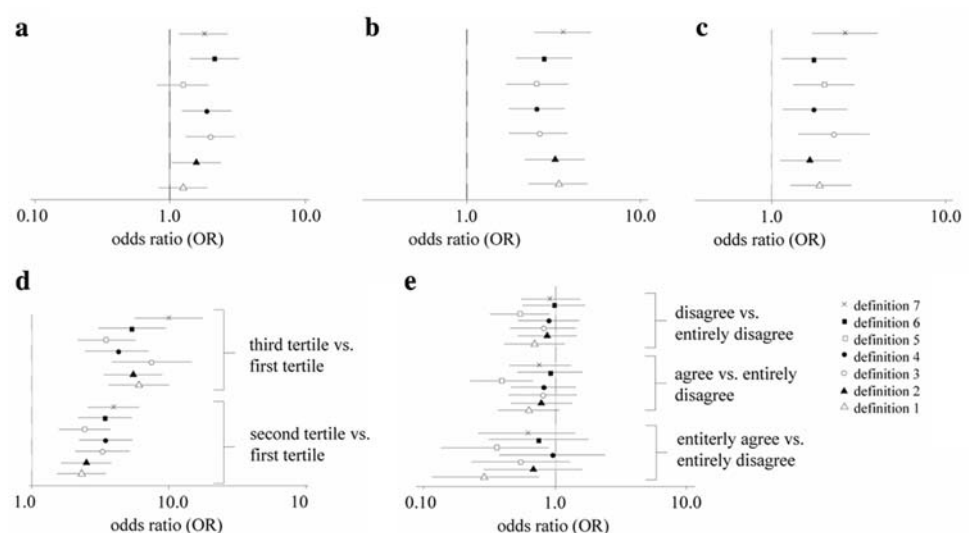 a
0.10 1.0 10.0
odds ratio (OR)
b
1.0 10.0
odds ratio (OR)
c
1.0 10.0
odds ratio (OR)
d
third tertile vs.
first tertile
second tertile vs.
first tertile
1.0 10.0
odds ratio (OR)
e
disagree vs.
entirely disagree
agree vs. entirely
disagree
entiterly agree vs.
entirely disagree
0.10 1.0
odds ratio (OR)
definition 7
definition 6
definition 5
definition 4
definition 3
definition 2
definition 1